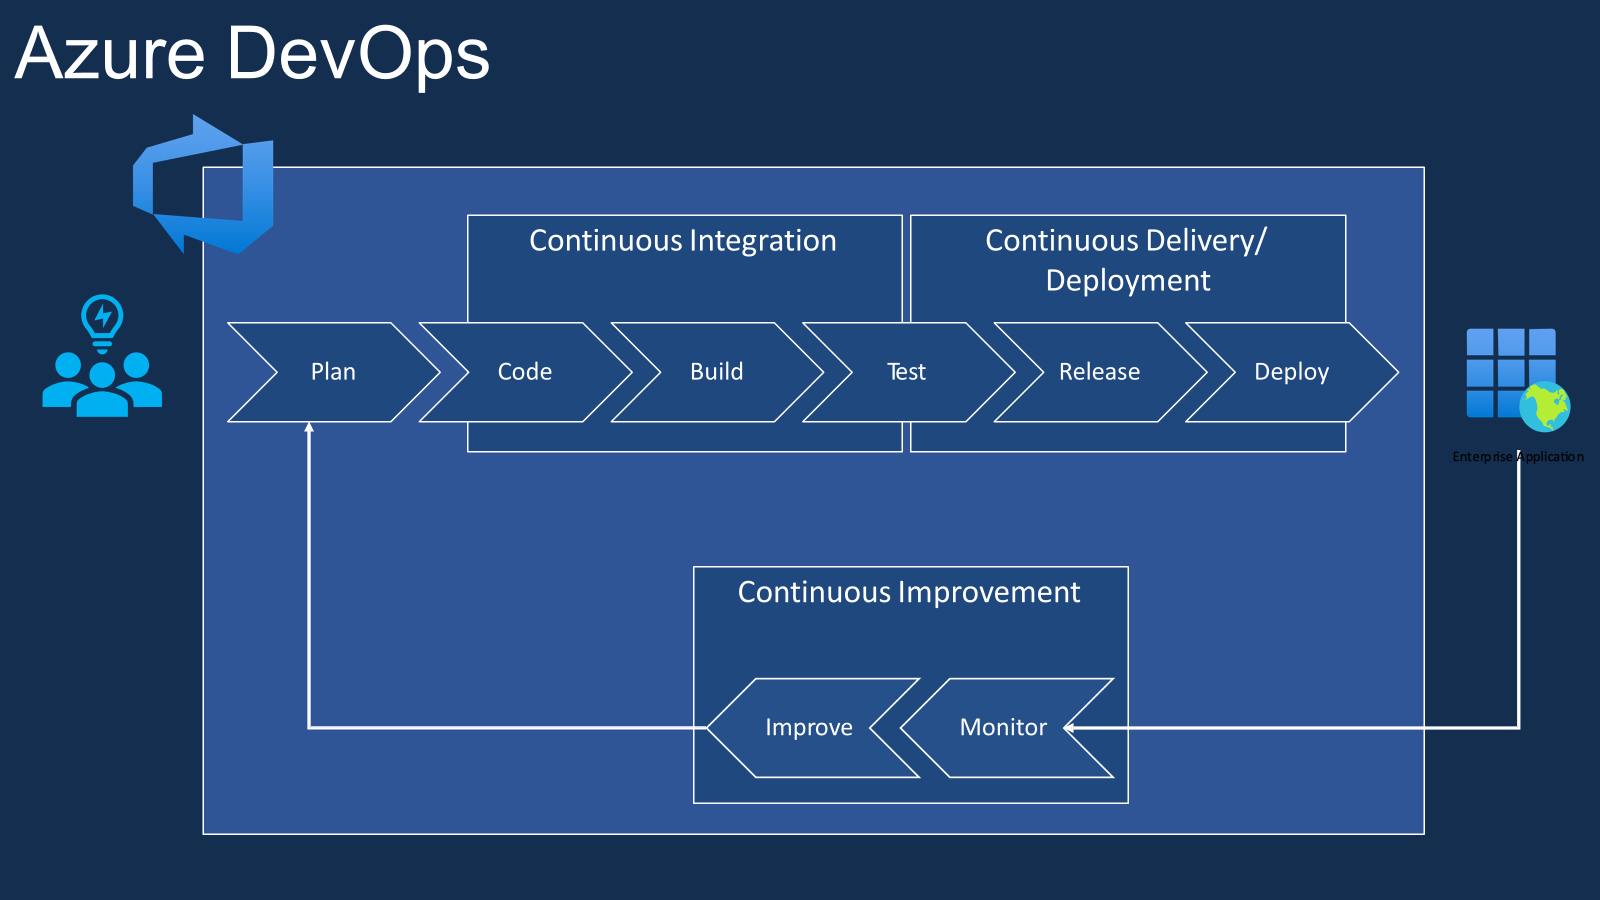 Azure DevOps
Continuous Integration
Continuous Delivery/
Deployment
Plan
Code
Build
Test
Release
Deploy
Enterprise Application
Continuous Improvement
Improve
Monitor